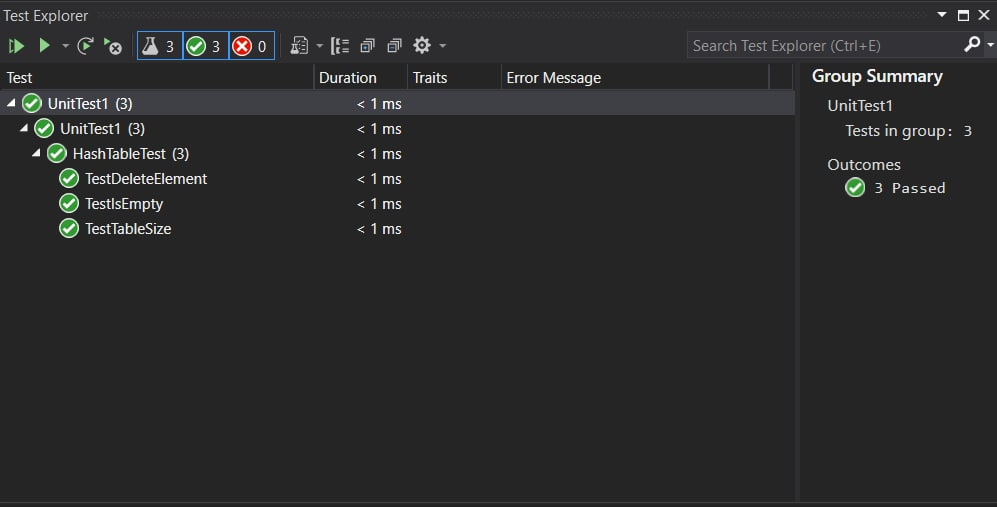 Test Explorer
3 3 0
Search Test Explorer (Ctrl+E)
Test Duration Traits Error Message
UnitTest1 (3) < 1 ms
UnitTest1 (3) < 1 ms
HashTableTest (3) < 1 ms
TestDeleteElement < 1 ms
TestIsEmpty < 1 ms
TestTableSize < 1 ms
Group Summary
UnitTest1
Tests in group: 3
Outcomes
3 Passed